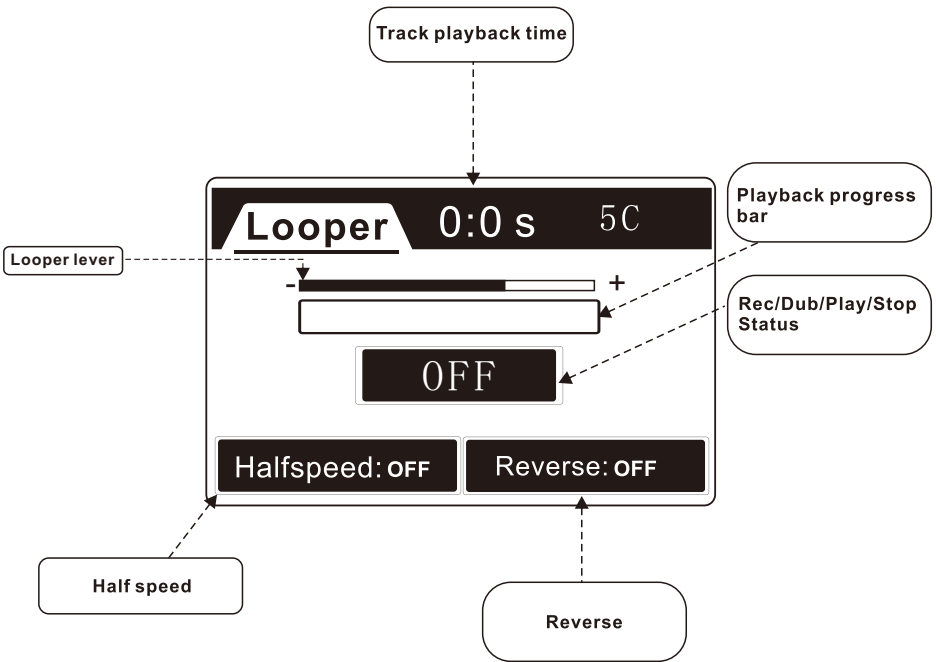 Track playback time
Looper
0:0 s
5C
Playback progress
bar
Looper lever
-
+
Rec/Dub/Play/Stop
Status
OFF
Halfspeed: OFF
Reverse: OFF
Half speed
Reverse